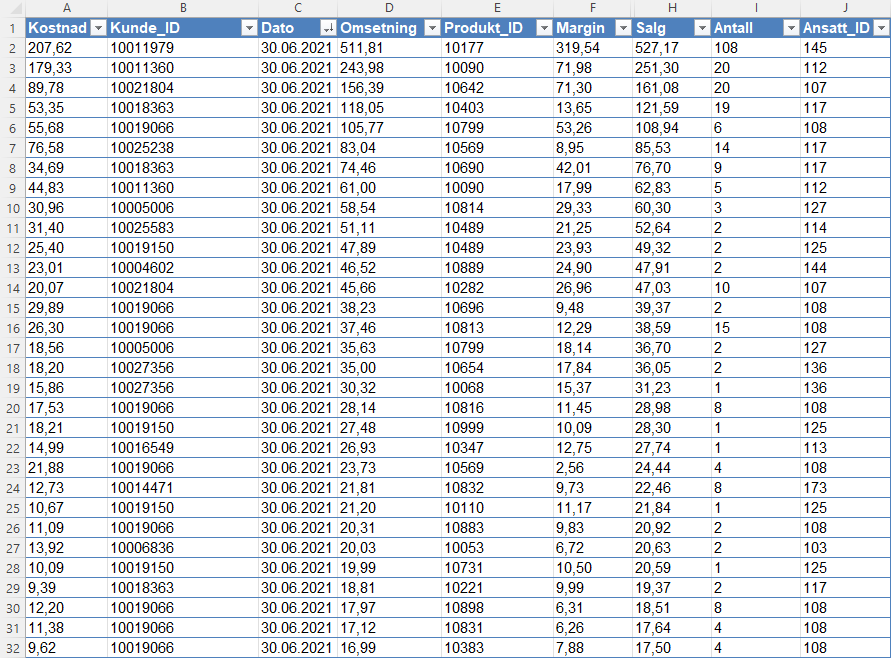 A B C D E F H I J
1 Kostnad Kunde_ID Dato Omsetning Produkt_ID Margin Salg Antall Ansatt_ID
2 207,62 10011979 30.06.2021 511,81 10177 319,54 527,17 108 145
3 179,33 10011360 30.06.2021 243,98 10090 71,98 251,30 20 112
4 89,78 10021804 30.06.2021 156,39 10642 71,30 161,08 20 107
5 53,35 10018363 30.06.2021 118,05 10403 13,65 121,59 19 117
6 55,68 10019066 30.06.2021 105,77 10799 53,26 108,94 6 108
7 76,58 10025238 30.06.2021 83,04 10569 8,95 85,53 14 117
8 34,69 10018363 30.06.2021 74,46 10690 42,01 76,70 9 117
9 44,83 10011360 30.06.2021 61,00 10090 17,99 62,83 5 112
10 30,96 10005006 30.06.2021 58,54 10814 29,33 60,30 3 127
11 31,40 10025583 30.06.2021 51,11 10489 21,25 52,64 2 114
12 25,40 10019150 30.06.2021 47,89 10489 23,93 49,32 2 125
13 23,01 10004602 30.06.2021 46,52 10889 24,90 47,91 2 144
14 20,07 10021804 30.06.2021 45,66 10282 26,96 47,03 10 107
15 29,89 10019066 30.06.2021 38,23 10696 9,48 39,37 2 108
16 26,30 10019066 30.06.2021 37,46 10813 12,29 38,59 15 108
17 18,56 10005006 30.06.2021 35,63 10799 18,14 36,70 2 127
18 18,20 10027356 30.06.2021 35,00 10654 17,84 36,05 2 136
19 15,86 10027356 30.06.2021 30,32 10068 15,37 31,23 1 136
20 17,53 10019066 30.06.2021 28,14 10816 11,45 28,98 8 108
21 18,21 10019150 30.06.2021 27,48 10999 10,09 28,30 1 125
22 14,99 10016549 30.06.2021 26,93 10347 12,75 27,74 1 113
23 21,88 10019066 30.06.2021 23,73 10569 2,56 24,44 4 108
24 12,73 10014471 30.06.2021 21,81 10832 9,73 22,46 8 173
25 10,67 10019150 30.06.2021 21,20 10110 11,17 21,84 1 125
26 11,09 10019066 30.06.2021 20,31 10883 9,83 20,92 2 108
27 13,92 10006836 30.06.2021 20,03 10053 6,72 20,63 2 103
28 10,09 10019150 30.06.2021 19,99 10731 10,50 20,59 1 125
29 9,39 10018363 30.06.2021 18,81 10221 9,99 19,37 2 117
30 12,20 10019066 30.06.2021 17,97 10898 6,31 18,51 8 108
31 11,38 10019066 30.06.2021 17,12 10831 6,26 17,64 4 108
32 9,62 10019066 30.06.2021 16,99 10383 7,88 17,50 4 108